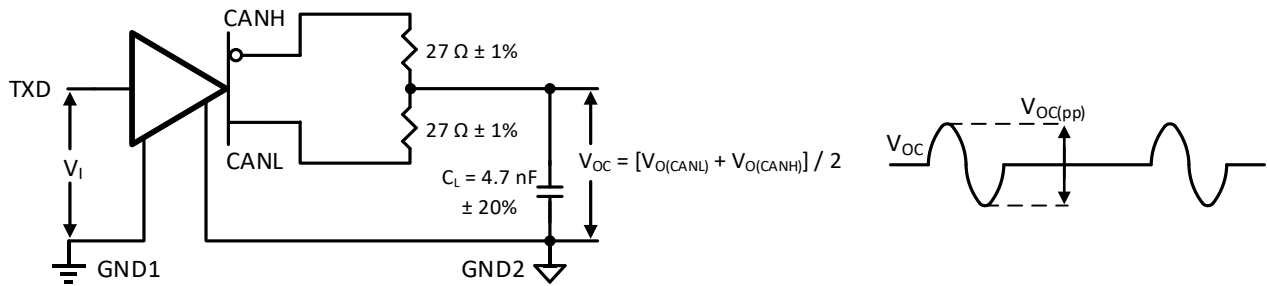 CANH
27 Ω ± 1%
TXD
V_OC(pp)
27 Ω ± 1%
V_OC
CANL
V_I
V_OC = [V_O(CANL) + V_O(CANH)] / 2
C_L = 4.7 nF
± 20%
GND1
GND2